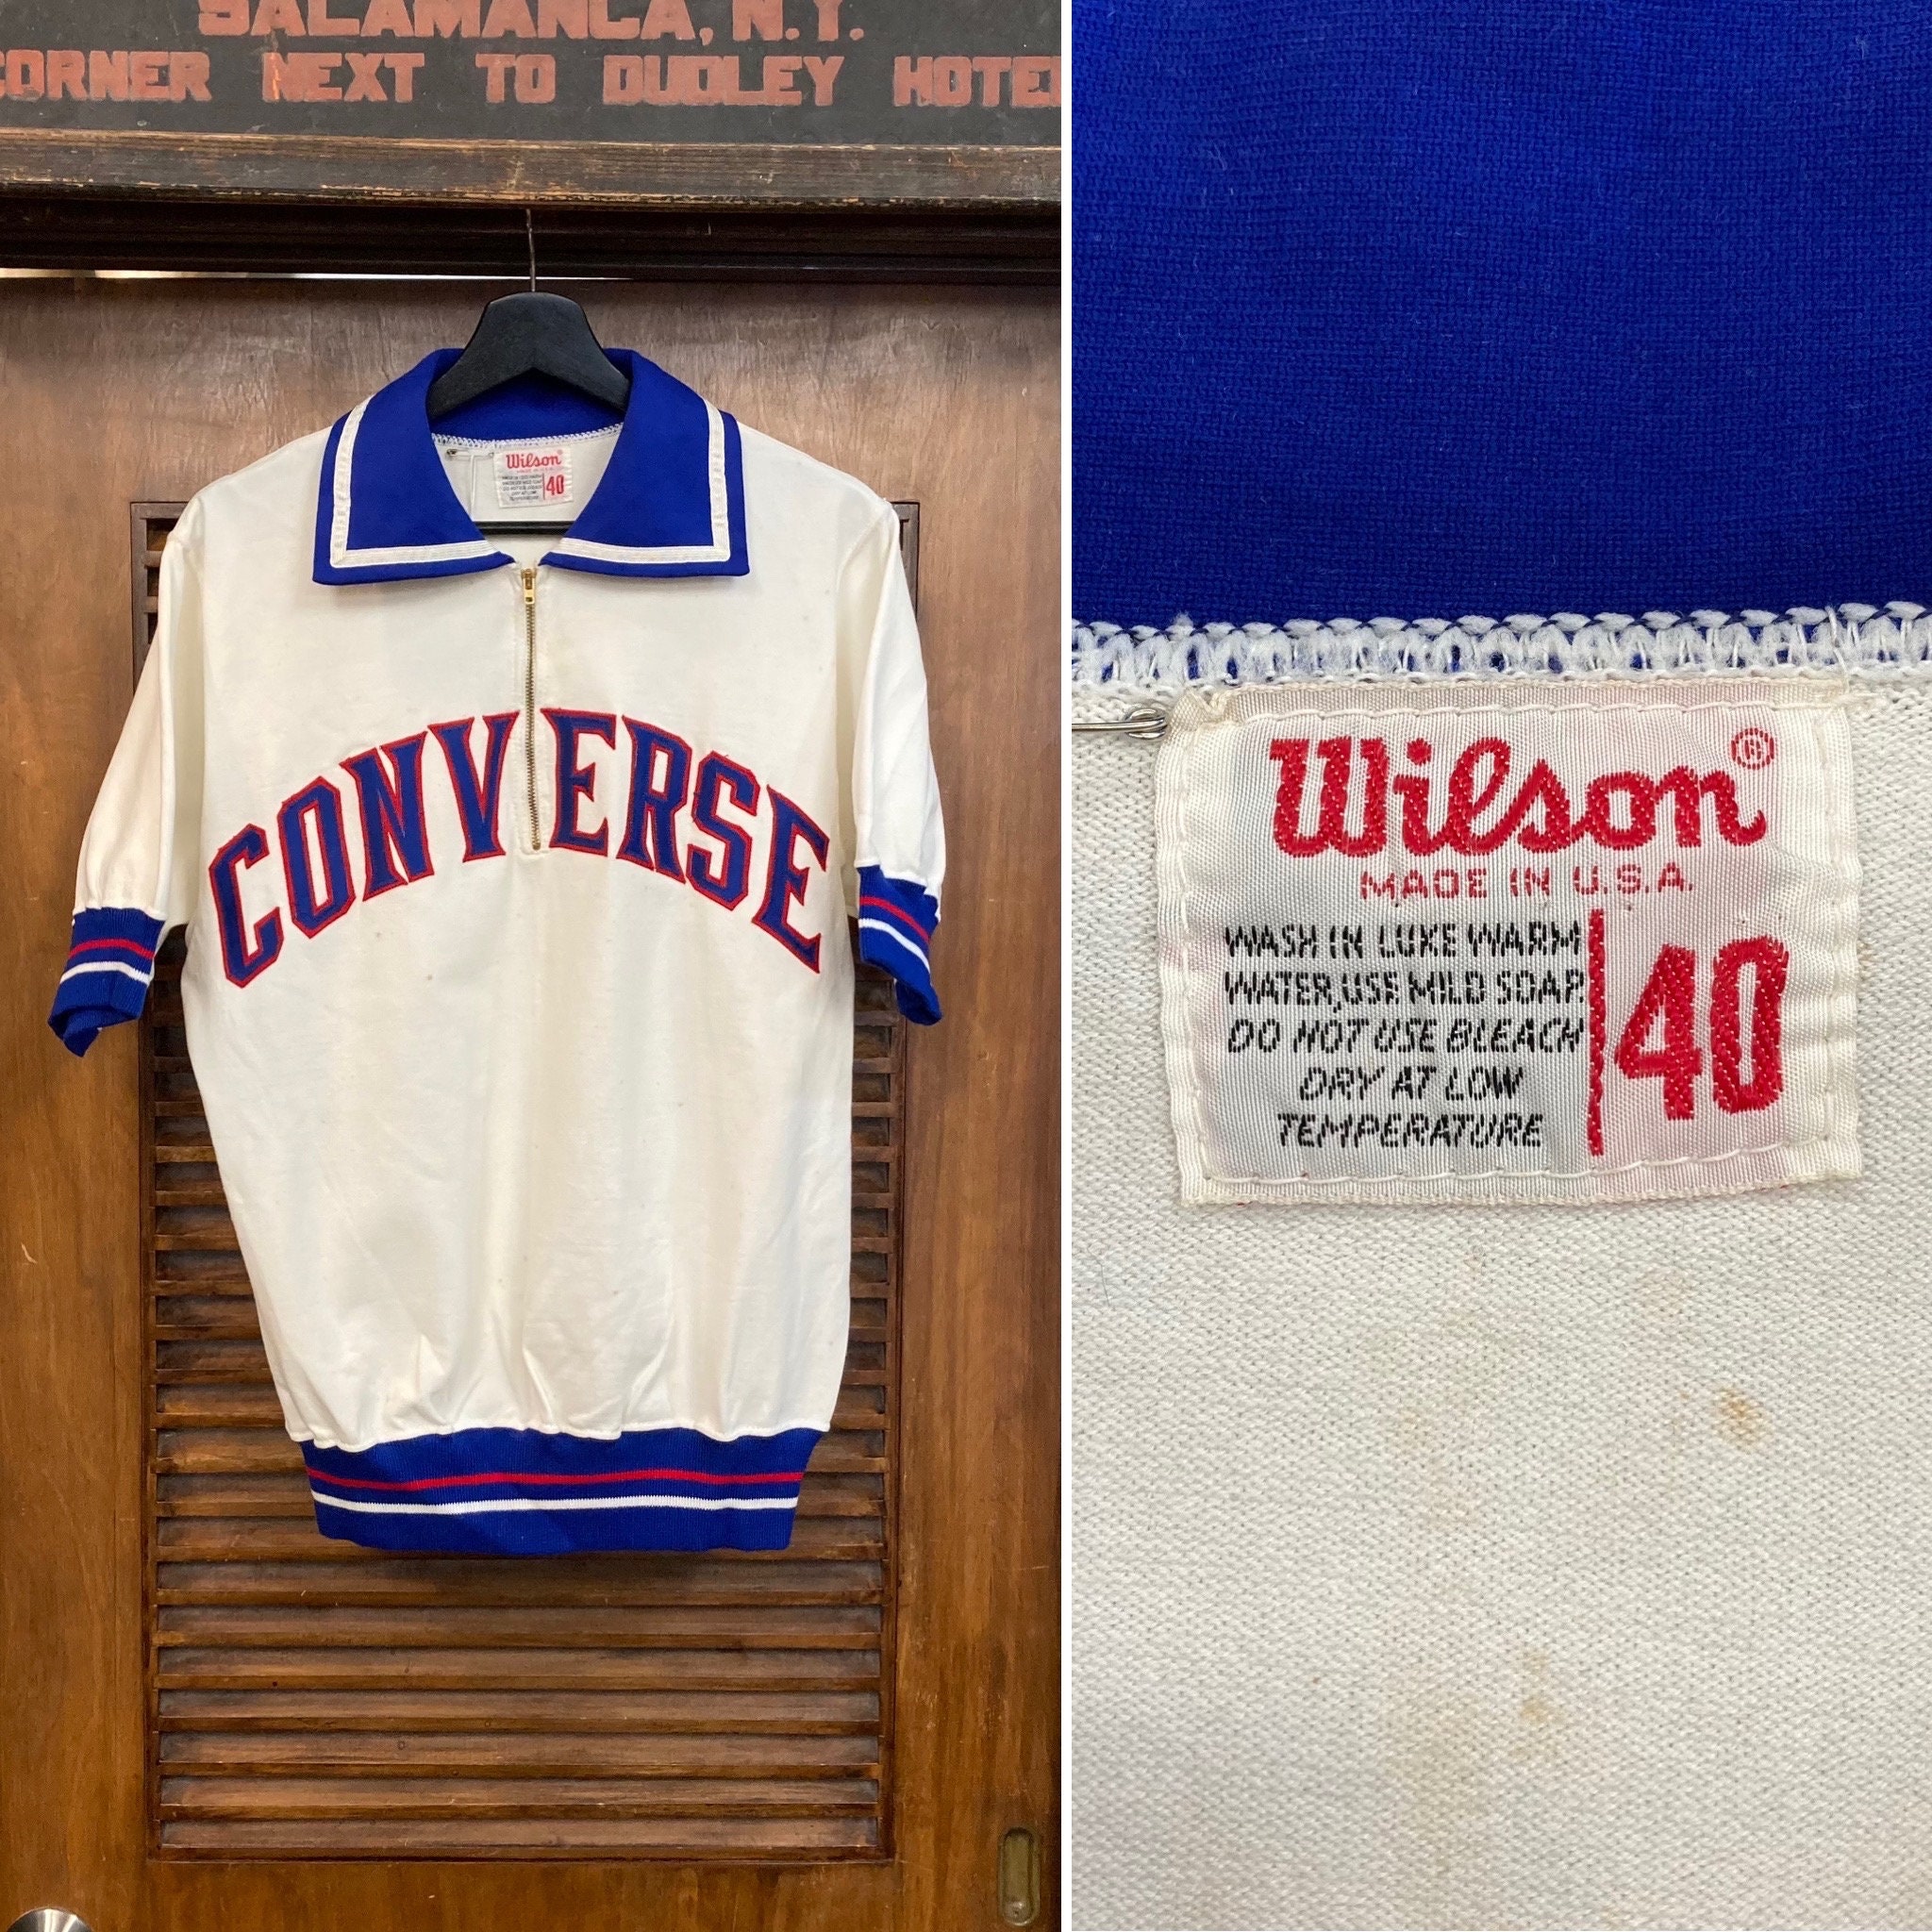 SALAMANCA, N.Y.
CORNER NEXT TO DUDLEY HOTEL
Wilson®
40
CONVERSE
Wilson®
MADE IN U.S.A.
WASH IN LUKE WARM
WATER, USE MILD SOAP.
DO NOT USE BLEACH
DRY AT LOW
TEMPERATURE
40